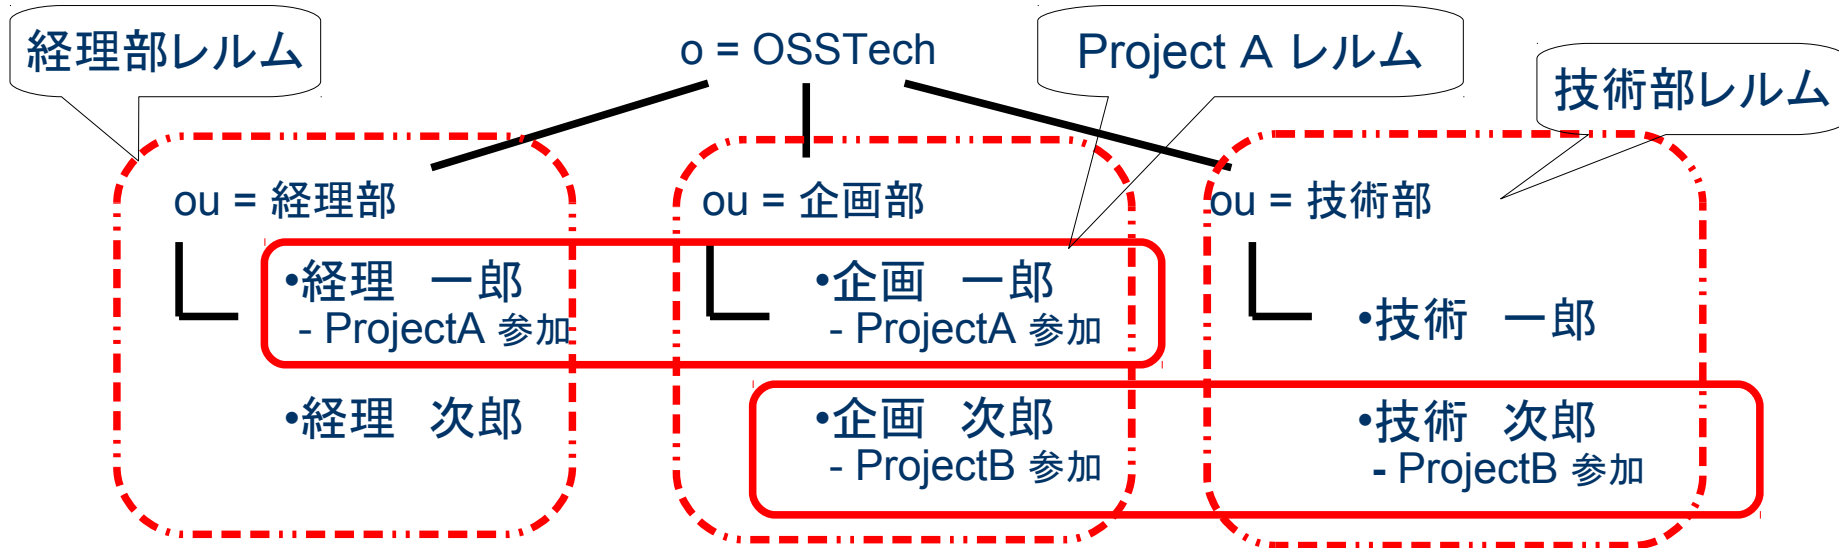 経理部レルム
o = OSSTech
Project A レルム
技術部レルム
ou = 経理部
ou = 企画部
ou = 技術部
•経理　一郎
- ProjectA 参加
•企画　一郎
- ProjectA 参加
•技術　一郎
•経理　次郎
•企画　次郎
- ProjectB 参加
•技術　次郎
- ProjectB 参加